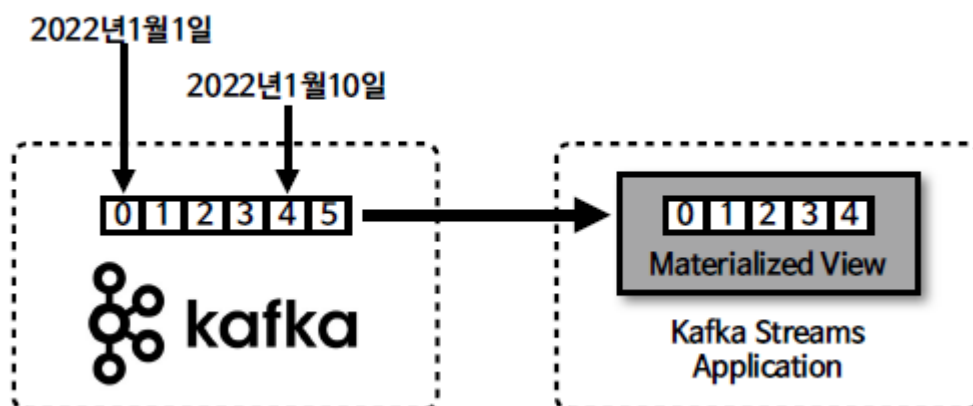 2022년1월1일
2022년1월10일
0 1 2 3 4 5
0 1 2 3 4
Materialized View
kafka
Kafka Streams
Application